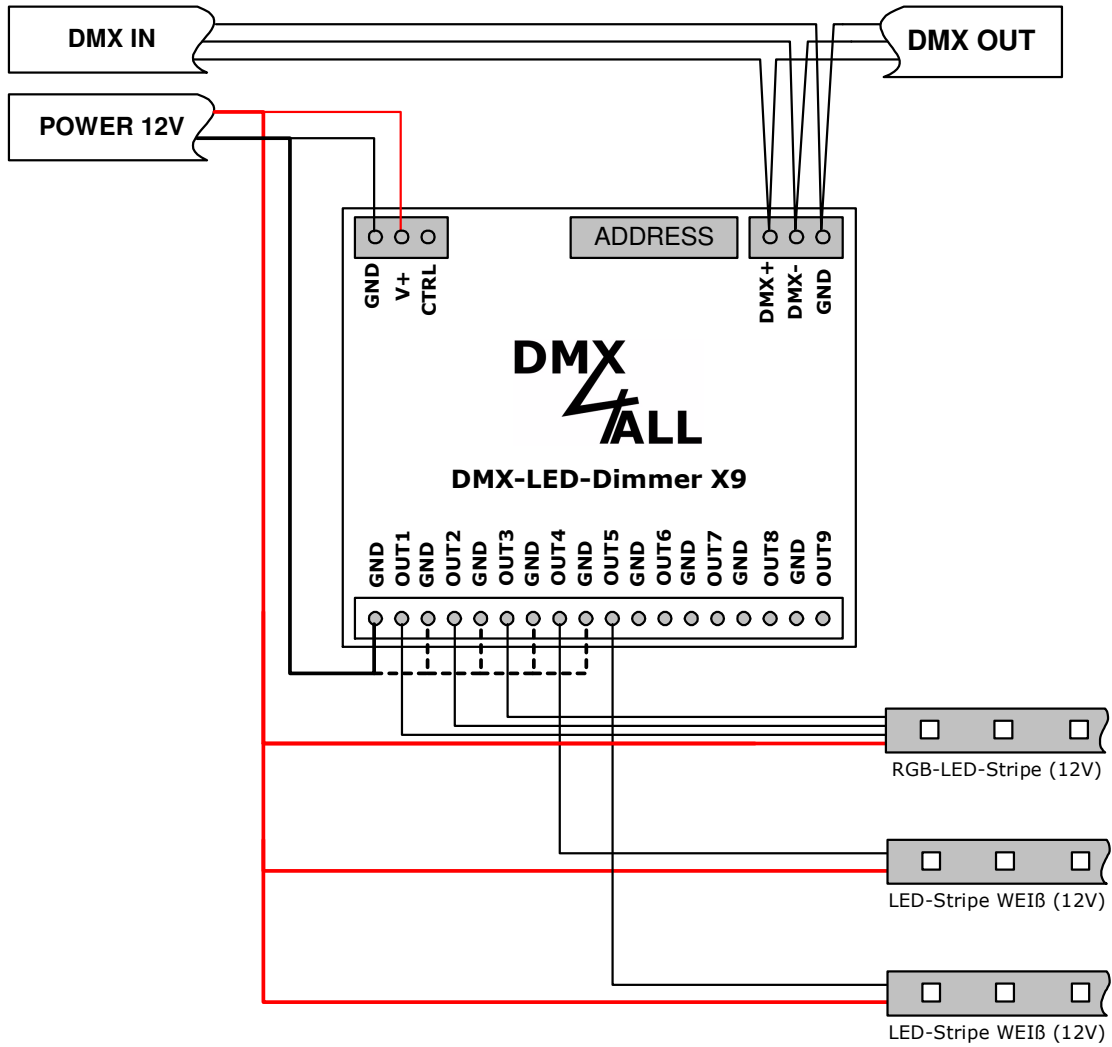 DMX IN
DMX OUT
POWER 12V
ADDRESS
GND
V+
CTRL
DMX+
DMX-
GND
DMX
4
ALL
DMX-LED-Dimmer X9
GND
OUT1
GND
OUT2
GND
OUT3
GND
OUT4
GND
OUT5
GND
OUT6
GND
OUT7
GND
OUT8
GND
OUT9
RGB-LED-Stripe (12V)
LED-Stripe WEIß (12V)
LED-Stripe WEIß (12V)